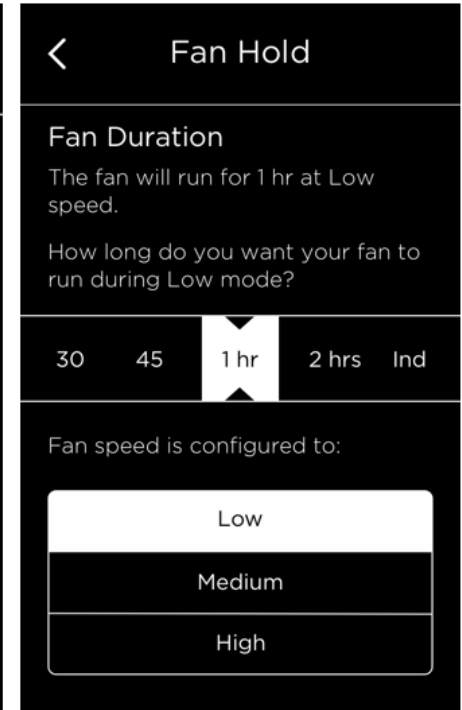 Fan Hold
Fan Duration
The fan will run for 1 hr at Low
speed.
How long do you want your fan to
run during Low mode?
30 45 1 hr 2 hrs Ind
Fan speed is configured to:
Low
Medium
High